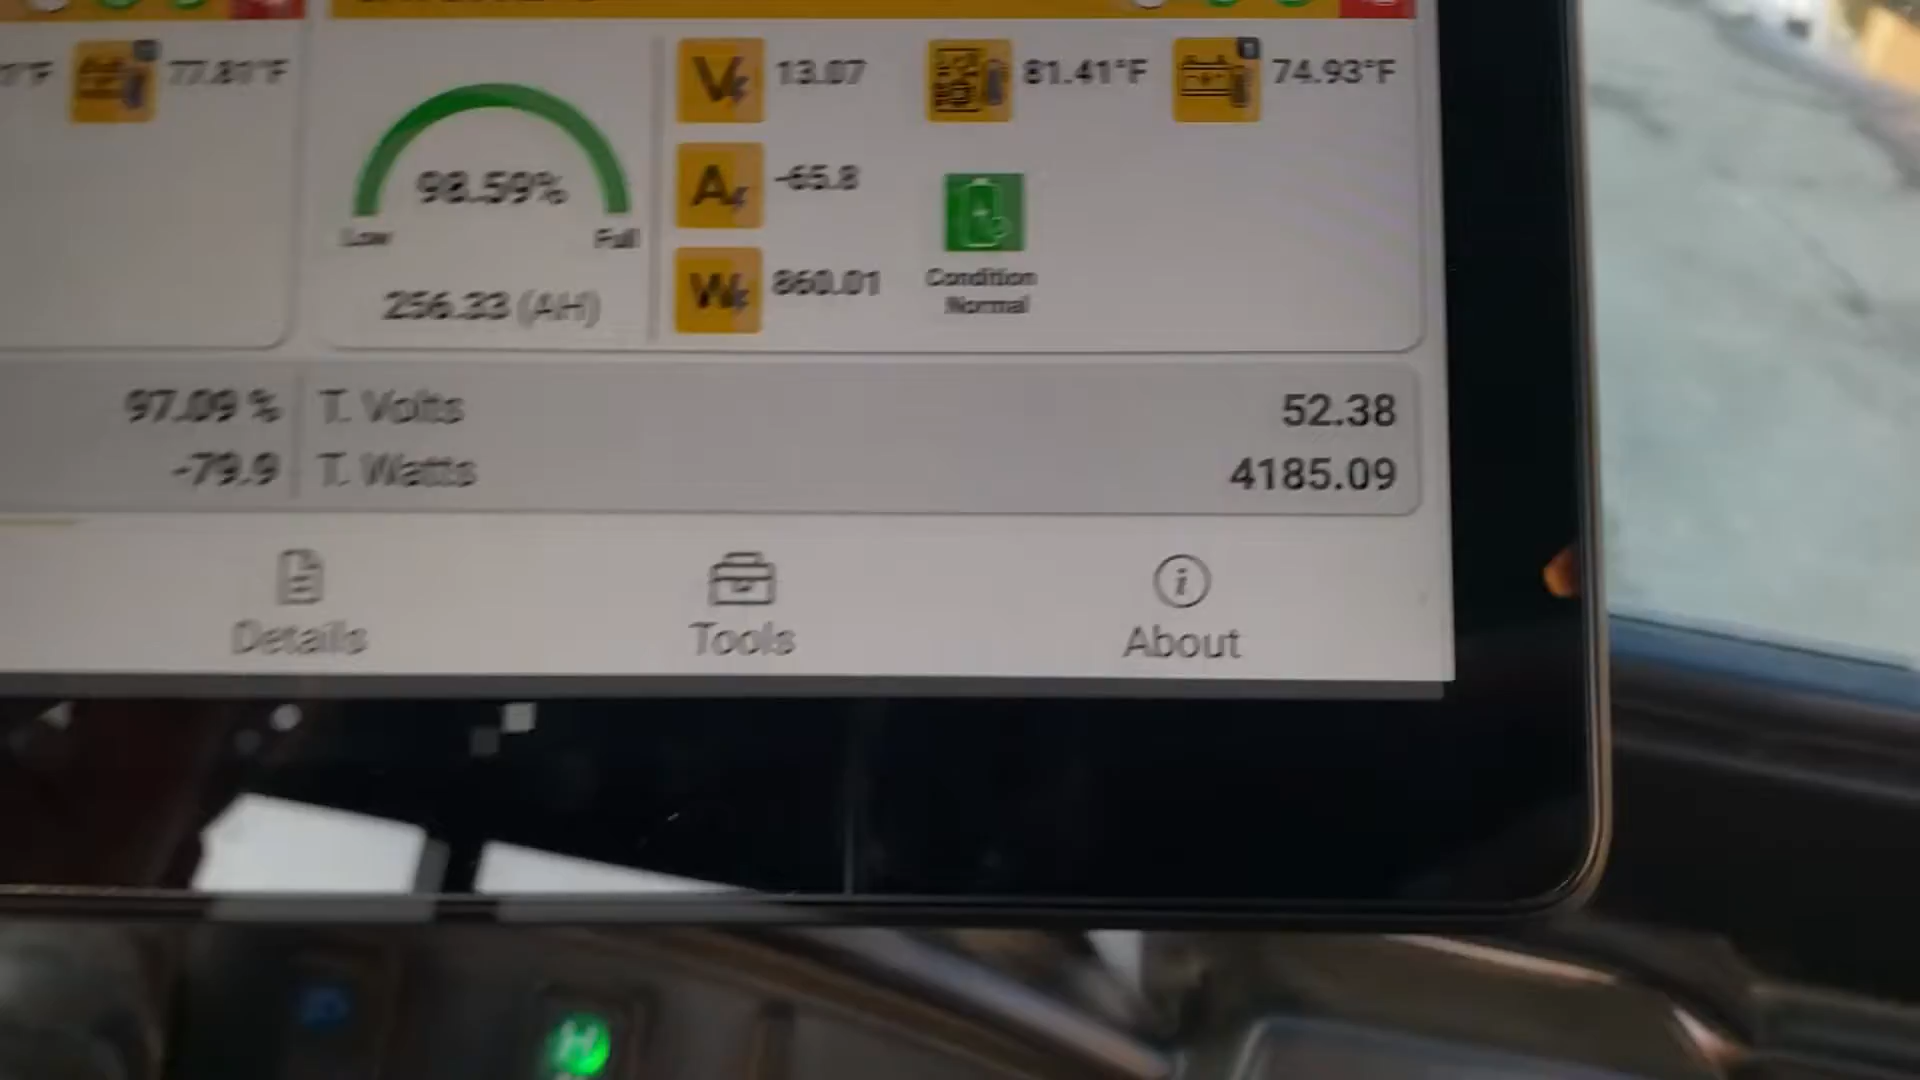 77.81°F
V 13.07
81.41°F
74.93°F
98.59%
A -65.8
Low
Full
256.33 (AH)
W 860.01
Condition
Normal
97.09 %
T. Volts
52.38
-79.9
T. Watts
4185.09
Details
Tools
About
i
H